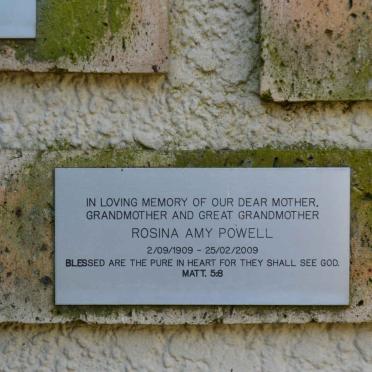 IN LOVING MEMORY OF OUR DEAR MOTHER,
GRANDMOTHER AND GREAT GRANDMOTHER
ROSINA AMY POWELL
2/09/1909 - 25/02/2009
BLESSED ARE THE PURE IN HEART FOR THEY SHALL SEE GOD.
MATT. 5:8